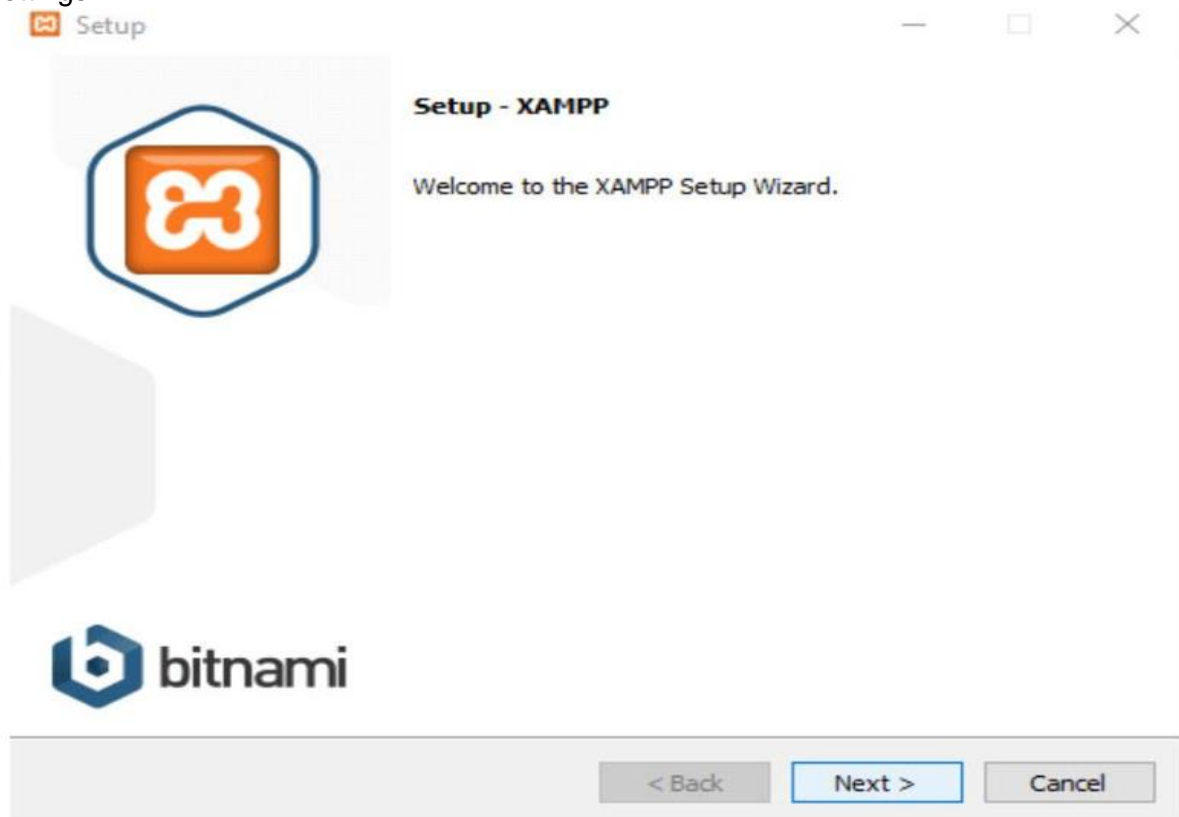 Setup
Setup - XAMPP
Welcome to the XAMPP Setup Wizard.
bitnami
< Back
Next >
Cancel